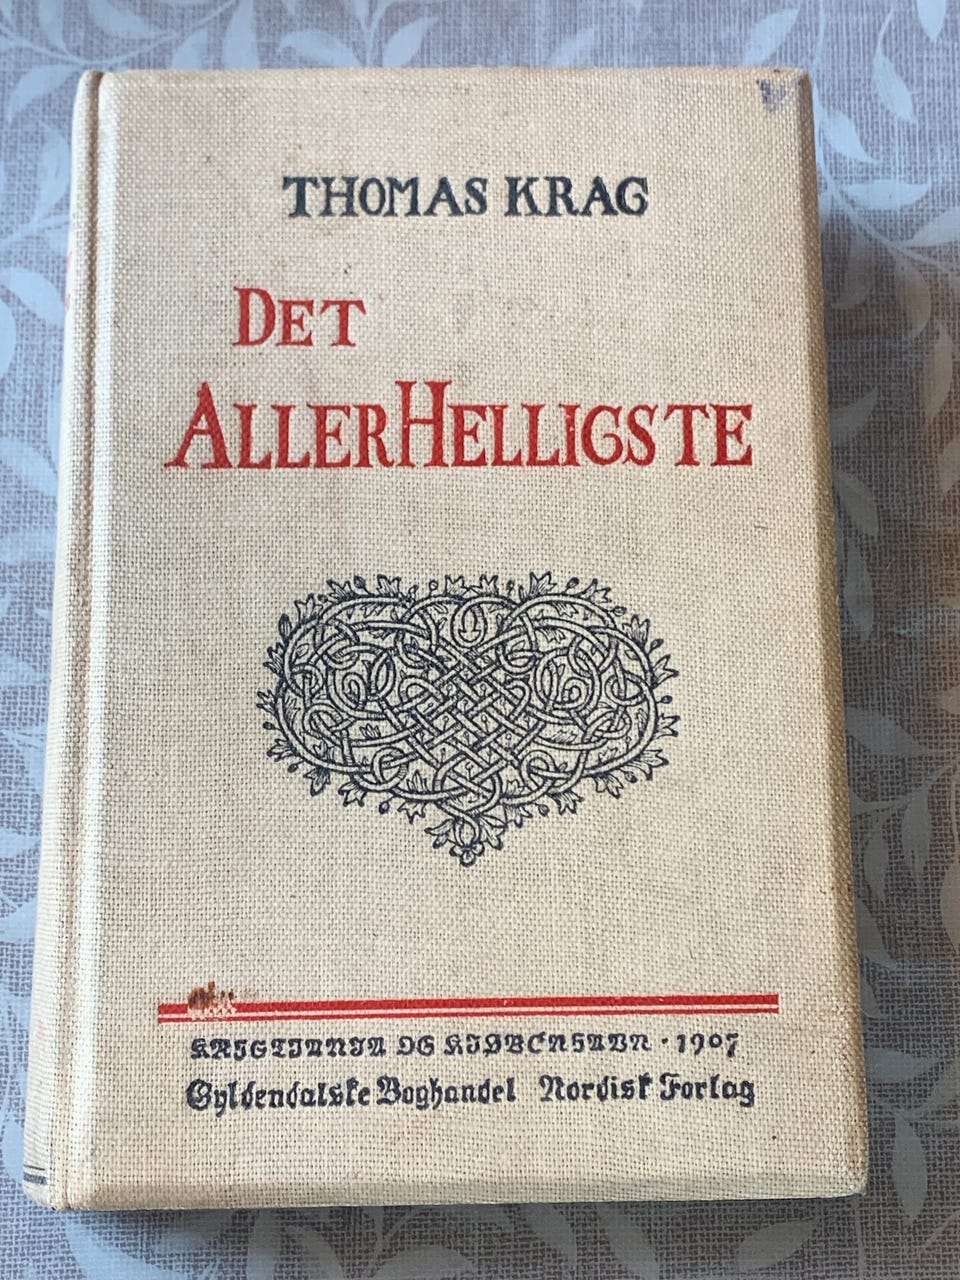 THOMAS KRAG
DET
ALLERHELLIGSTE
KRISTIANIA OG KJØBENHAVN · 1907
Gyldendalske Boghandel Nordisk Forlag